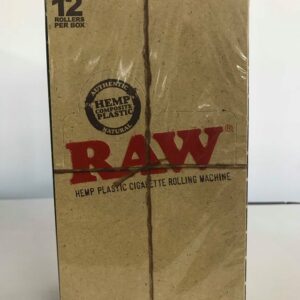 12
ROLLERS
PER BOX
AUTHENTIC
HEMP
COMPOSITE
PLASTIC
NATURAL
RAW®
HEMP PLASTIC CIGARETTE ROLLING MACHINE